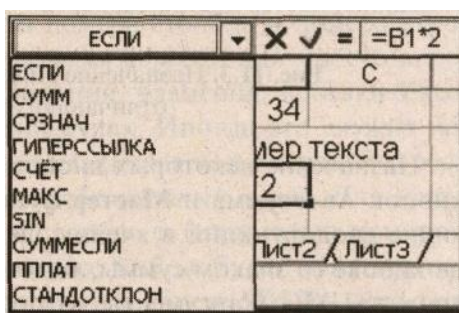 ЕСЛИ =B1*2
ЕСЛИ C
СУММ 34
СРЗНАЧ
ГИПЕРССЫЛКА мер текста
СЧЁТ
МАКС 2
SIN
СУММЕСЛИ Лист2 Лист3
ППЛАТ
СТАНДОТКЛОН